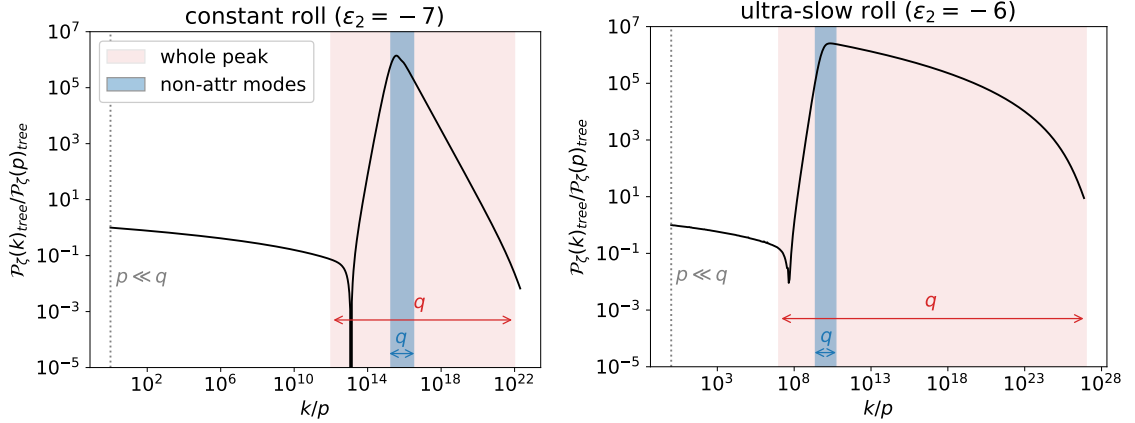 constant roll (ε₂ = −7)
10⁷
10⁵
10³
10¹
10⁻¹
10⁻³
10⁻⁵
𝒫ζ(k)tree/𝒫ζ(p)tree
whole peak
non-attr modes
p ≪ q
q
q
10² 10⁶ 10¹⁰ 10¹⁴ 10¹⁸ 10²²
k/p
ultra-slow roll (ε₂ = −6)
10⁷
10⁵
10³
10¹
10⁻¹
10⁻³
10⁻⁵
𝒫ζ(k)tree/𝒫ζ(p)tree
p ≪ q
q
q
10³ 10⁸ 10¹³ 10¹⁸ 10²³ 10²⁸
k/p